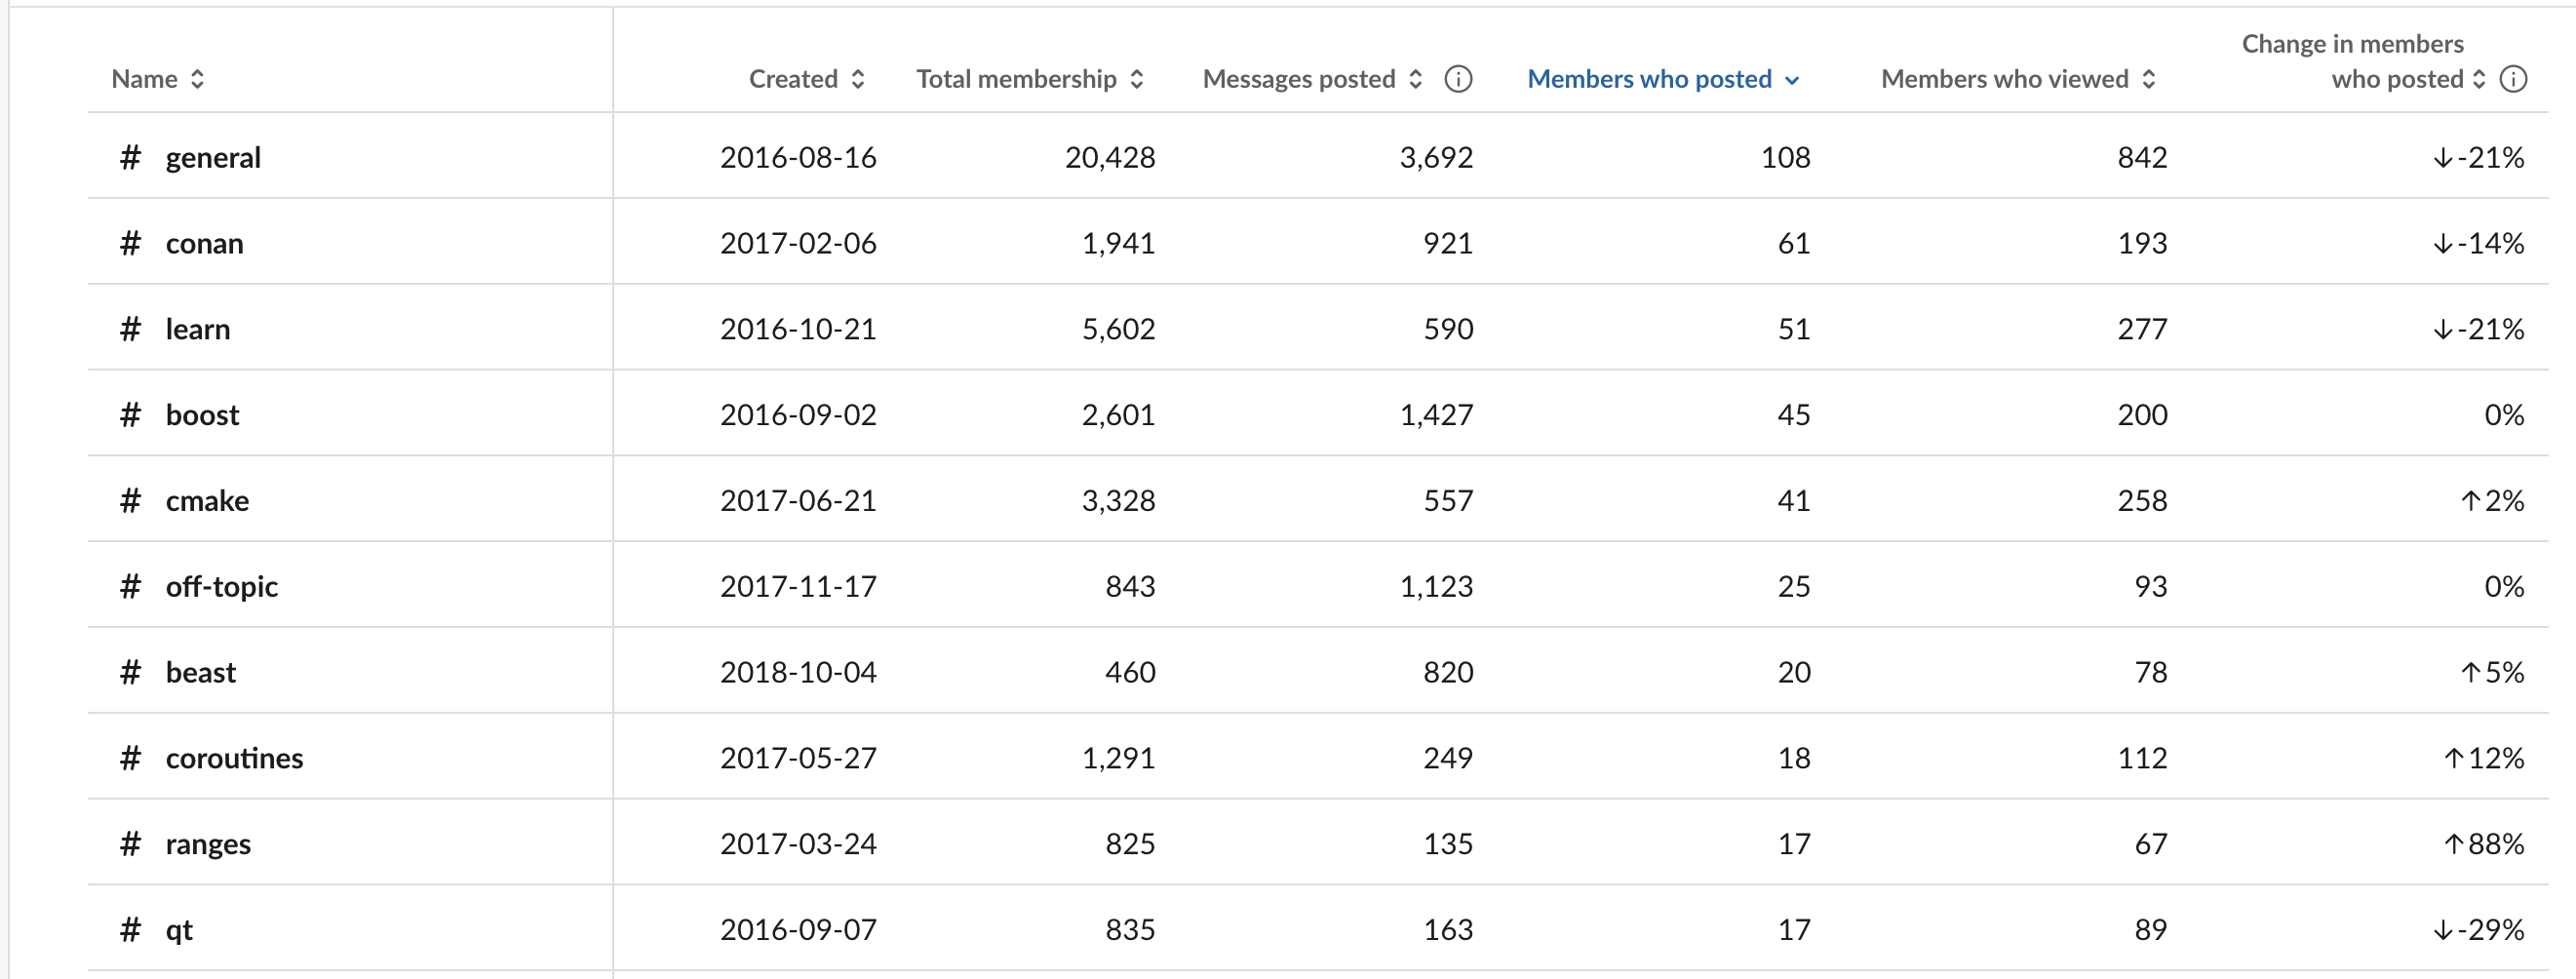 Name Created Total membership Messages posted Members who posted Members who viewed Change in members who posted
# general 2016-08-16 20,428 3,692 108 842 ↓-21%
# conan 2017-02-06 1,941 921 61 193 ↓-14%
# learn 2016-10-21 5,602 590 51 277 ↓-21%
# boost 2016-09-02 2,601 1,427 45 200 0%
# cmake 2017-06-21 3,328 557 41 258 ↑2%
# off-topic 2017-11-17 843 1,123 25 93 0%
# beast 2018-10-04 460 820 20 78 ↑5%
# coroutines 2017-05-27 1,291 249 18 112 ↑12%
# ranges 2017-03-24 825 135 17 67 ↑88%
# qt 2016-09-07 835 163 17 89 ↓-29%